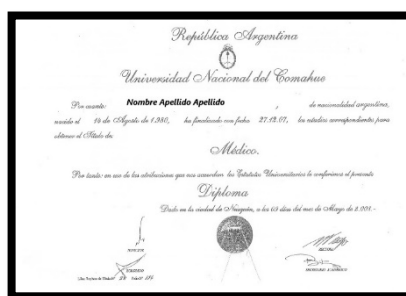 República Argentina
Universidad Nacional del Comahue
Por cuanto: Nombre Apellido Apellido , de nacionalidad argentina,
nacido el 14 de Agosto de 1.980, ha finalizado con fecha 27.12.07, los estudios correspondientes para
obtener el Título de:
Médico.
Por tanto: en uso de las atribuciones que nos acuerdan los Estatutos Universitarios le conferimos el presente
Diploma
Dado en la ciudad de Neuquén, a los 03 días del mes de Marzo de 2.008.-